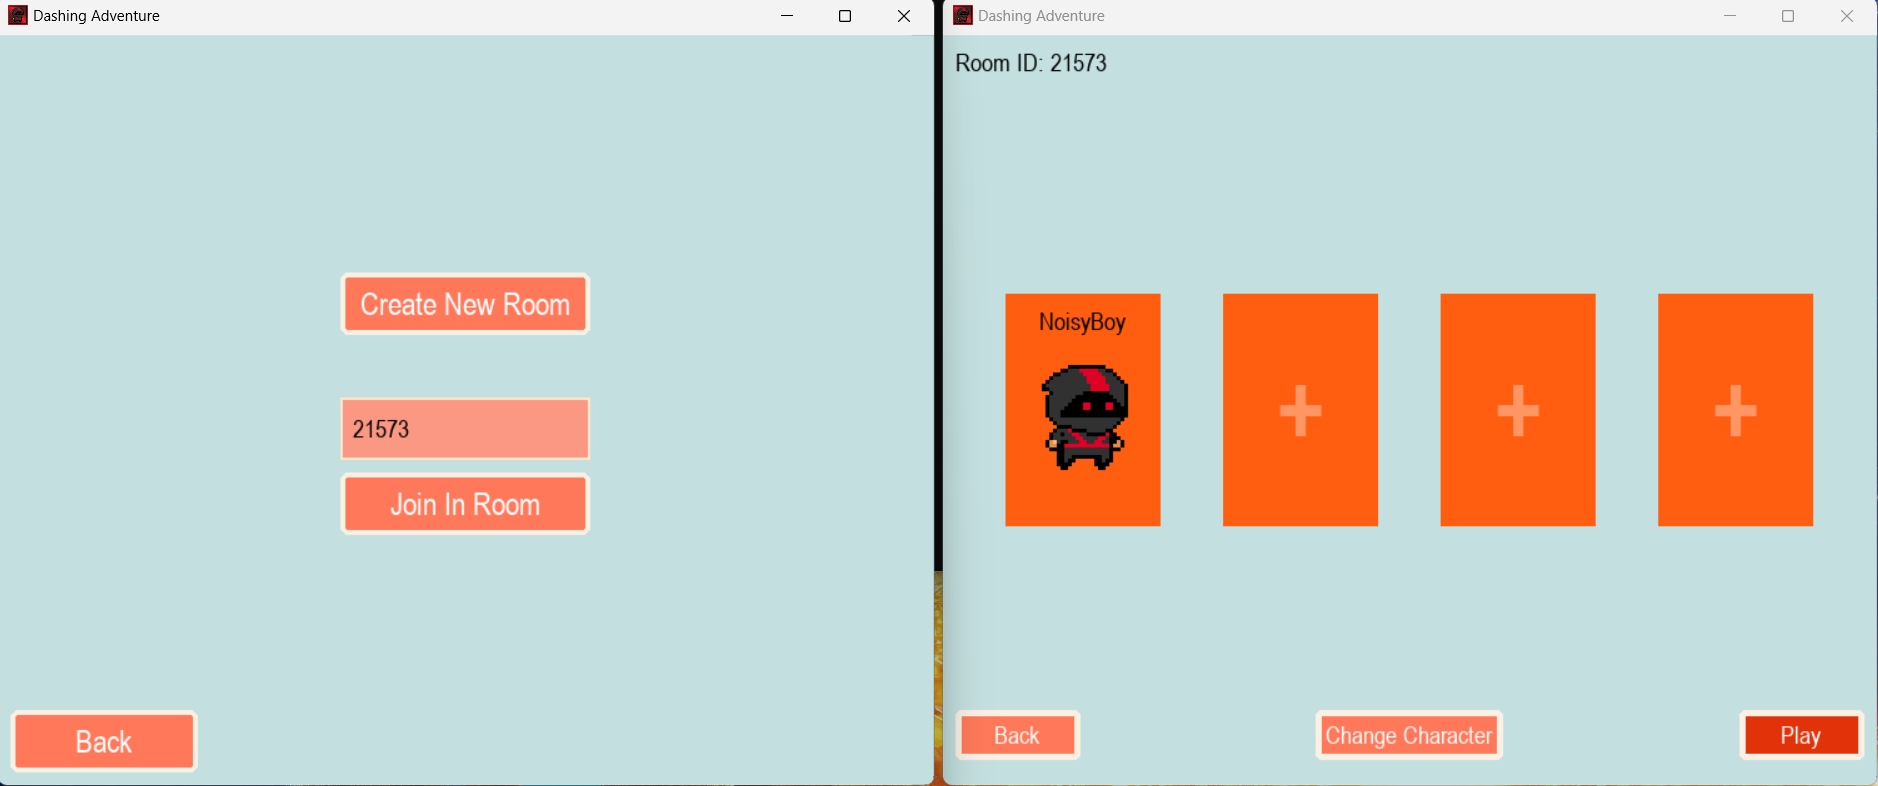 Dashing Adventure
Create New Room
21573
Join In Room
Back
Dashing Adventure
Room ID: 21573
NoisyBoy
Back
Change Character
Play